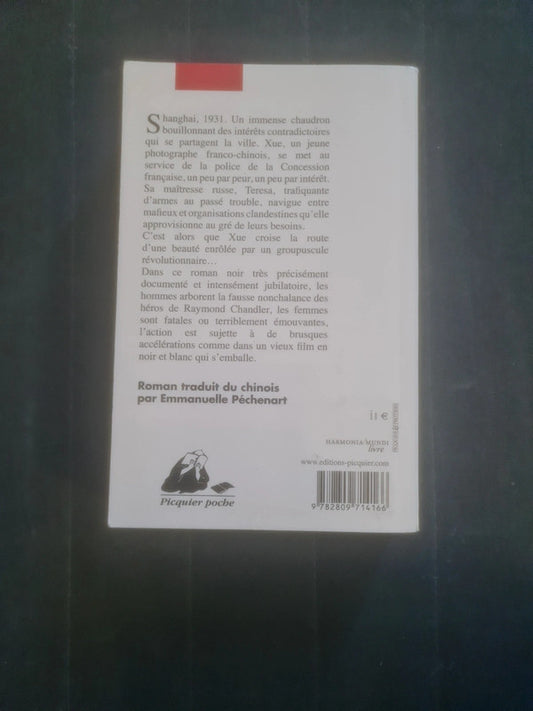 Shanghai, 1931. Un immense chaudron
bouillonnant des intérêts contradictoires
qui se partagent la ville. Xue, un jeune
photographe franco-chinois, se met au
service de la police de la Concession
française, un peu par peur, un peu par intérêt.
Sa maîtresse russe, Teresa, trafiquante
d'armes au passé trouble, navigue entre
mafieux et organisations clandestines qu'elle
approvisionne au gré de leurs besoins.
C'est alors que Xue croise la route
d'une beauté enrôlée par un groupuscule
révolutionnaire…
Dans ce roman noir très précisément
documenté et intensément jubilatoire, les
hommes arborent la fausse nonchalance des
héros de Raymond Chandler, les femmes
sont fatales ou terriblement émouvantes,
l'action est sujette à de brusques
accélérations comme dans un vieux film en
noir et blanc qui s'emballe.
Roman traduit du chinois
par Emmanuelle Péchenart
11 €
HARMONIA MUNDI
livre
www.editions-picquier.com
Picquier poche
9 782809 714166